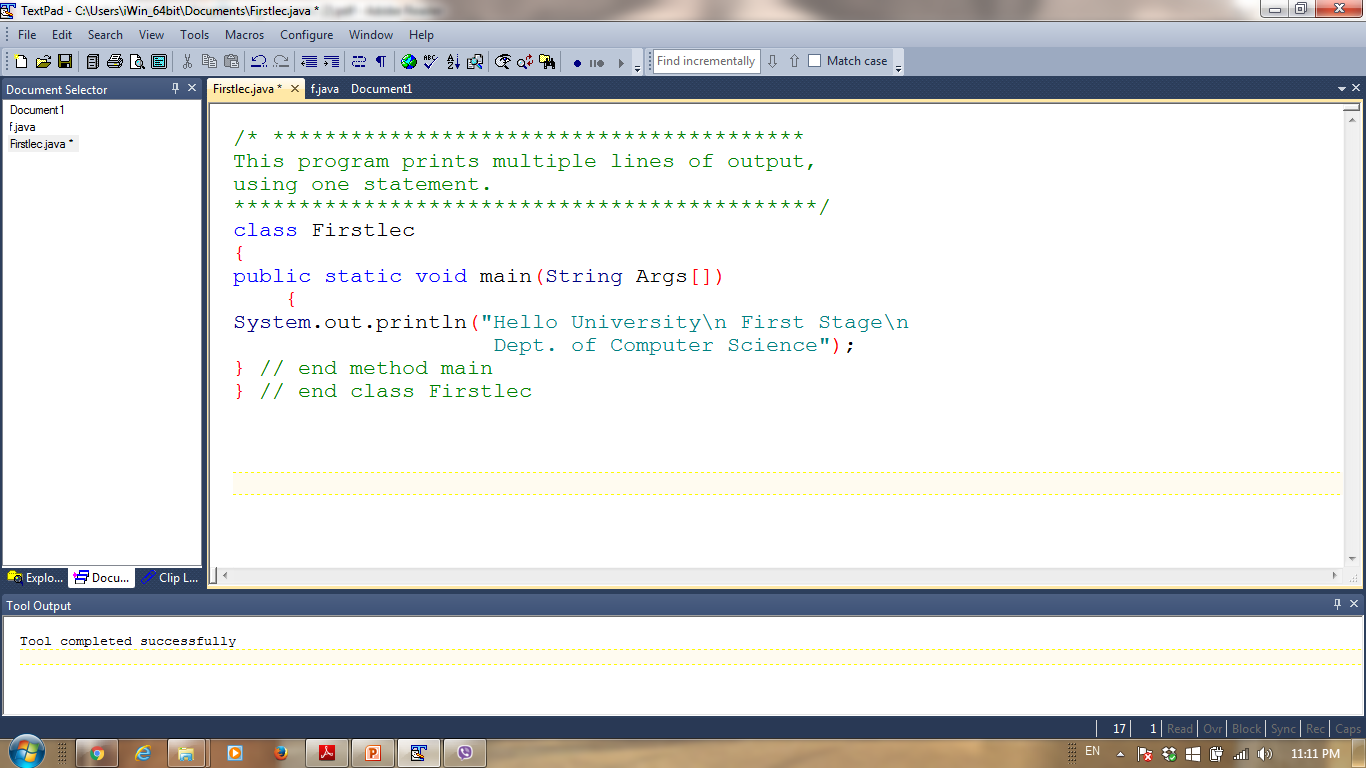 TextPad - C:\Users\iWin_64bit\Documents\Firstlec.java *
File Edit Search View Tools Macros Configure Window Help
Find incrementally Match case
Document Selector
Document1
f.java
Firstlec.java *
Explo... Docu... Clip L...
Firstlec.java * f.java Document1
/* *****************************************
This program prints multiple lines of output,
using one statement.
*********************************************/
class Firstlec
{
public static void main(String Args[])
{
System.out.println("Hello University\n First Stage\n
Dept. of Computer Science");
} // end method main
} // end class Firstlec
Tool Output
Tool completed successfully
17 1 Read Ovr Block Sync Rec Caps
EN 11:11 PM